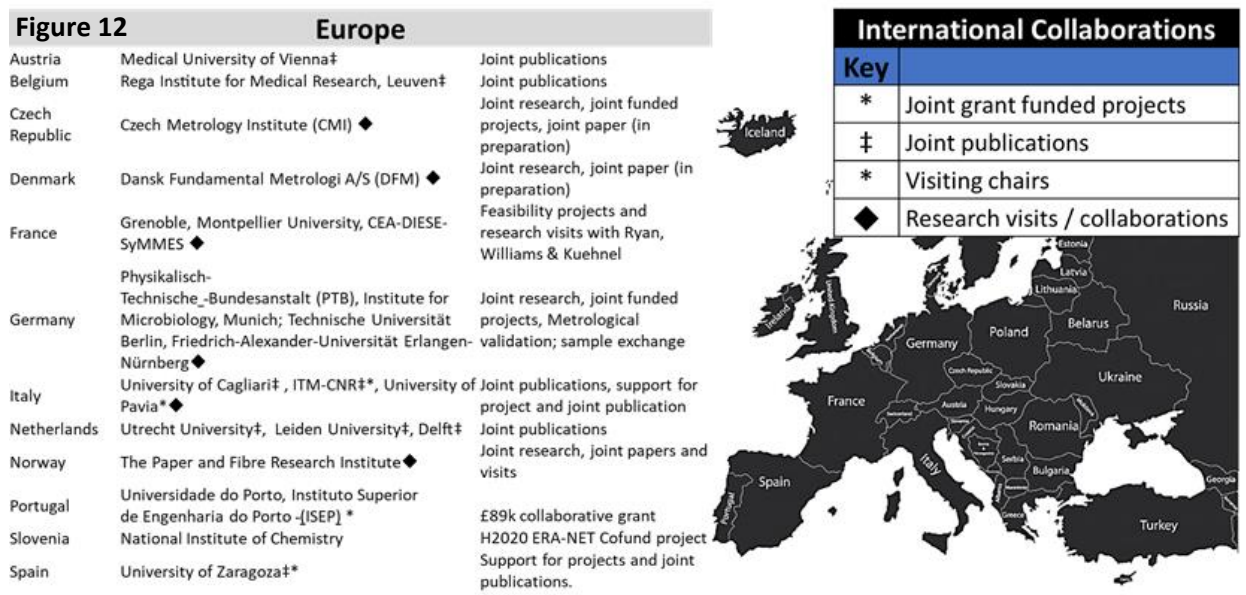 Figure 12
Europe
Austria Medical University of Vienna‡ Joint publications
Belgium Rega Institute for Medical Research, Leuven‡ Joint publications
Czech Republic
Czech Metrology Institute (CMI) ◆
Joint research, joint funded
projects, joint paper (in
preparation)
Denmark Dansk Fundamental Metrologi A/S (DFM) ◆
Joint research, joint paper (in
preparation)
France
Grenoble, Montpellier University, CEA-DIESE-
SyMMES ◆
Feasibility projects and
research visits with Ryan,
Williams & Kuehnel
Germany
Physikalisch-
Technische_-Bundesanstalt (PTB), Institute for
Microbiology, Munich; Technische Universität
Berlin, Friedrich-Alexander-Universität Erlangen-
Nürnberg◆
Joint research, joint funded
projects, Metrological
validation; sample exchange
Italy
University of Cagliari‡ , ITM-CNR‡*, University of
Pavia*◆
Joint publications, support for
project and joint publication
Netherlands Utrecht University‡, Leiden University‡, Delft‡ Joint publications
Norway The Paper and Fibre Research Institute◆
Joint research, joint papers and
visits
Portugal
Universidade do Porto, Instituto Superior
de Engenharia do Porto -(ISEP) *
£89k collaborative grant
Slovenia National Institute of Chemistry H2020 ERA-NET Cofund project
Spain University of Zaragoza‡*
Support for projects and joint
publications.
International Collaborations
Key
* Joint grant funded projects
‡ Joint publications
* Visiting chairs
◆ Research visits / collaborations
Iceland
Estonia
Latvia
Lithuania
Russia
Ireland
United Kingdom
Germany
Poland
Belarus
Czech Republic
Slovakia
Ukraine
France
Switzerland
Austria
Hungary
Romania
Italy
Serbia
Bulgaria
Georgia
Portugal
Spain
Greece
Turkey